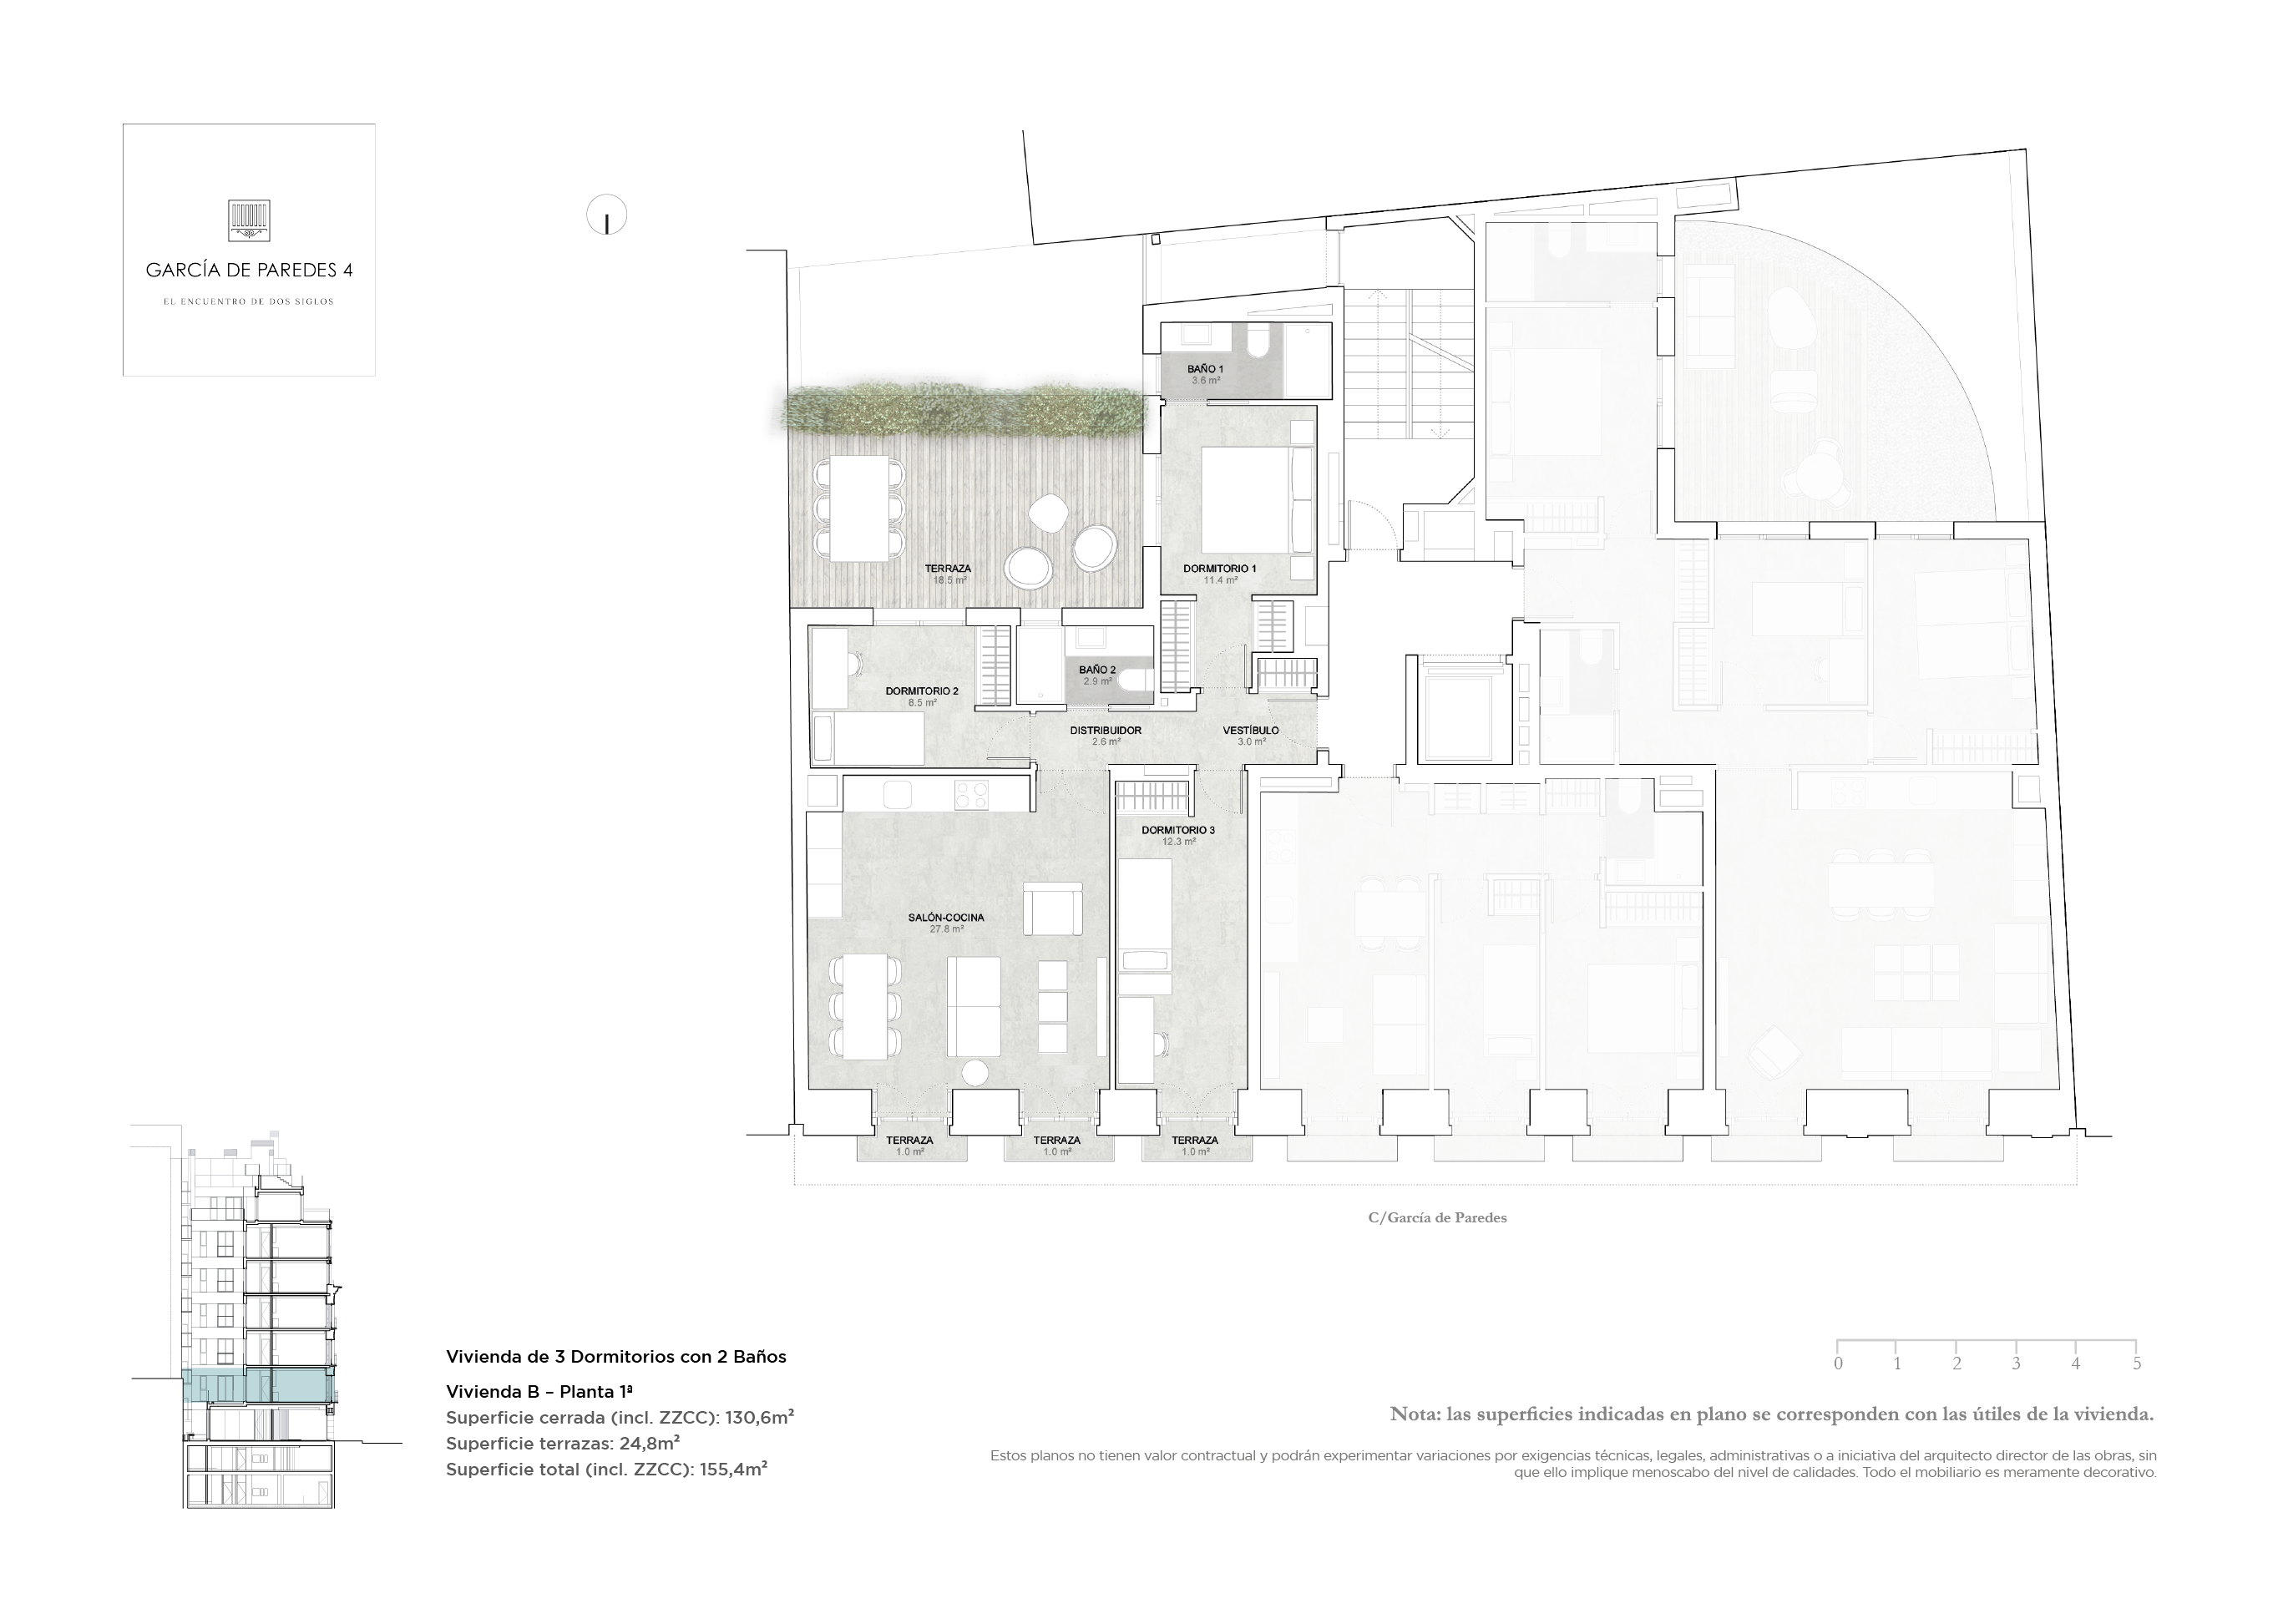 GARCÍA DE PAREDES 4
EL ENCUENTRO DE DOS SIGLOS
BAÑO 1
3.6 m²
TERRAZA
18.5 m²
DORMITORIO 1
11.4 m²
DORMITORIO 2
8.5 m²
BAÑO 2
2.9 m²
DISTRIBUIDOR
2.6 m²
VESTÍBULO
3.0 m²
DORMITORIO 3
12.3 m²
SALÓN-COCINA
27.8 m²
TERRAZA
1.0 m²
TERRAZA
1.0 m²
TERRAZA
1.0 m²
C/García de Paredes
Vivienda de 3 Dormitorios con 2 Baños
Vivienda B – Planta 1ª
Superficie cerrada (incl. ZZCC): 130,6m²
Superficie terrazas: 24,8m²
Superficie total (incl. ZZCC): 155,4m²
0 1 2 3 4 5
Nota: las superficies indicadas en plano se corresponden con las útiles de la vivienda.
Estos planos no tienen valor contractual y podrán experimentar variaciones por exigencias técnicas, legales, administrativas o a iniciativa del arquitecto director de las obras, sin
que ello implique menoscabo del nivel de calidades. Todo el mobiliario es meramente decorativo.